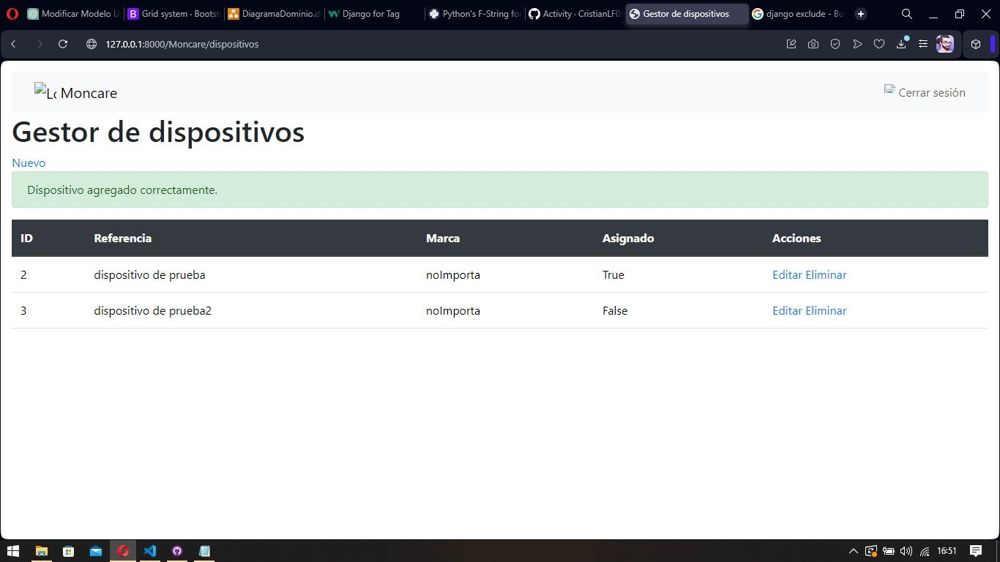 Modificar Modelo U
Grid system · Bootst
DiagramaDominio.d
Django for Tag
Python's F-String for
Activity · CristianLF0
Gestor de dispositivos
django exclude - Bu
127.0.0.1:8000/Moncare/dispositivos
Lo Moncare
Cerrar sesión
Gestor de dispositivos
Nuevo
Dispositivo agregado correctamente.
ID Referencia Marca Asignado Acciones
2 dispositivo de prueba noImporta True Editar Eliminar
3 dispositivo de prueba2 noImporta False Editar Eliminar
16:51